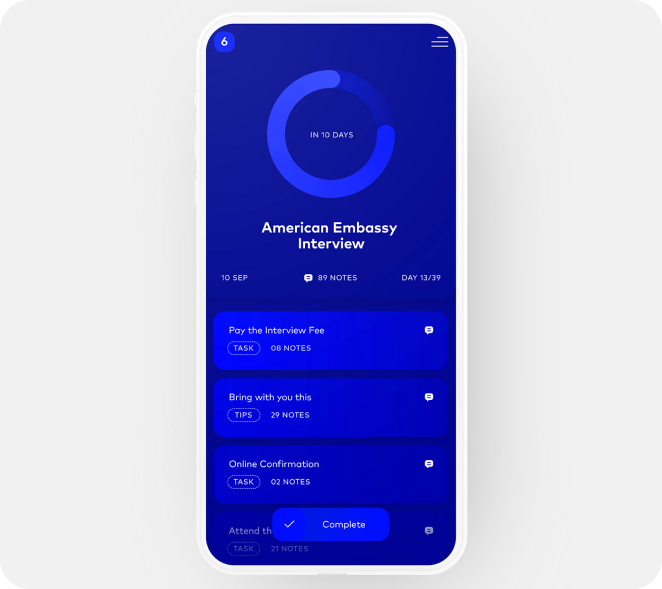 6
IN 10 DAYS
American Embassy
Interview
10 SEP
89 NOTES
DAY 13/39
Pay the Interview Fee
TASK
08 NOTES
Bring with you this
TIPS
29 NOTES
Online Confirmation
TASK
02 NOTES
Attend
Complete
TASK
21 NOTES